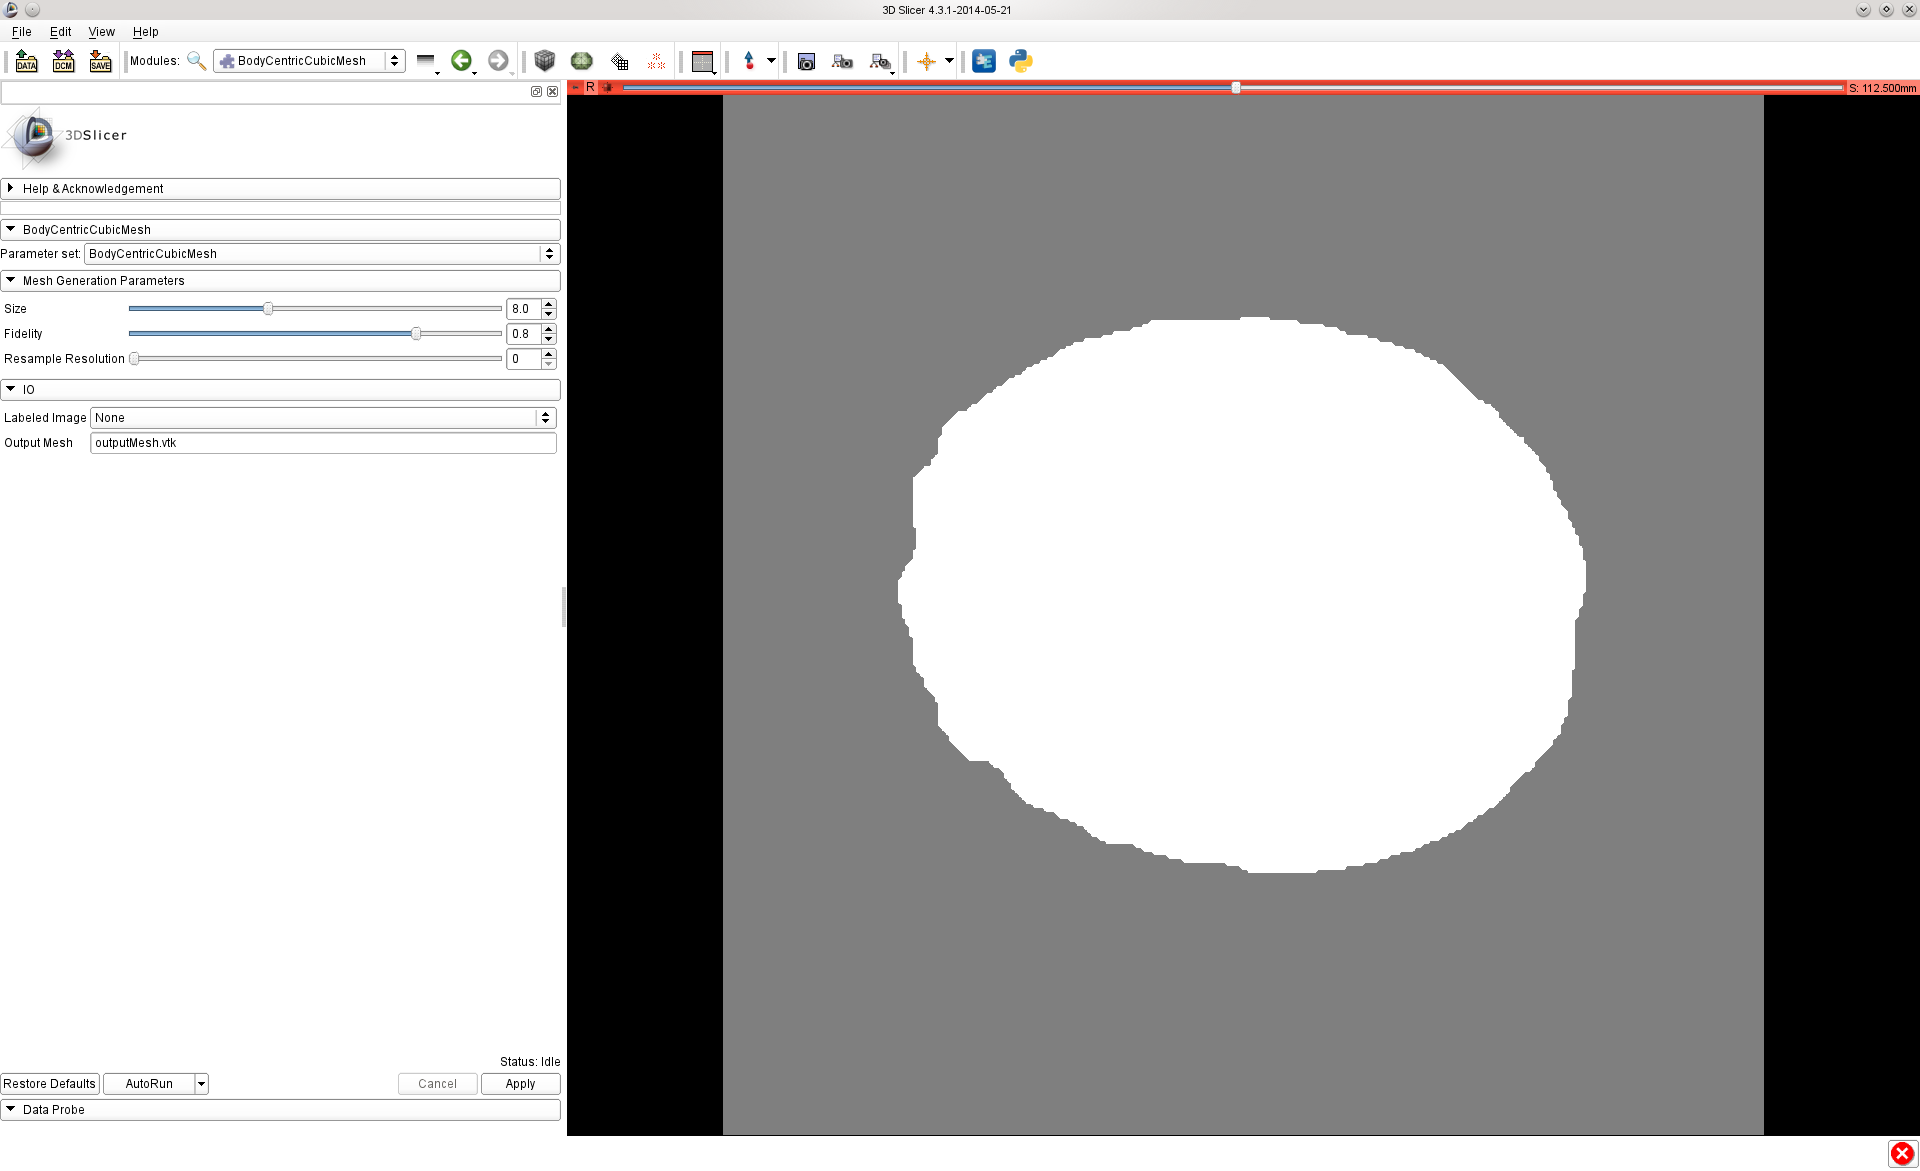 3D Slicer 4.3.1-2014-05-21
File Edit View Help
DATA DCM SAVE Modules: BodyCentricCubicMesh
R S: 112.500mm
3DSlicer
Help & Acknowledgement
BodyCentricCubicMesh
Parameter set: BodyCentricCubicMesh
Mesh Generation Parameters
Size 8.0
Fidelity 0.8
Resample Resolution 0
IO
Labeled Image None
Output Mesh outputMesh.vtk
Status: Idle
Restore Defaults AutoRun Cancel Apply
Data Probe